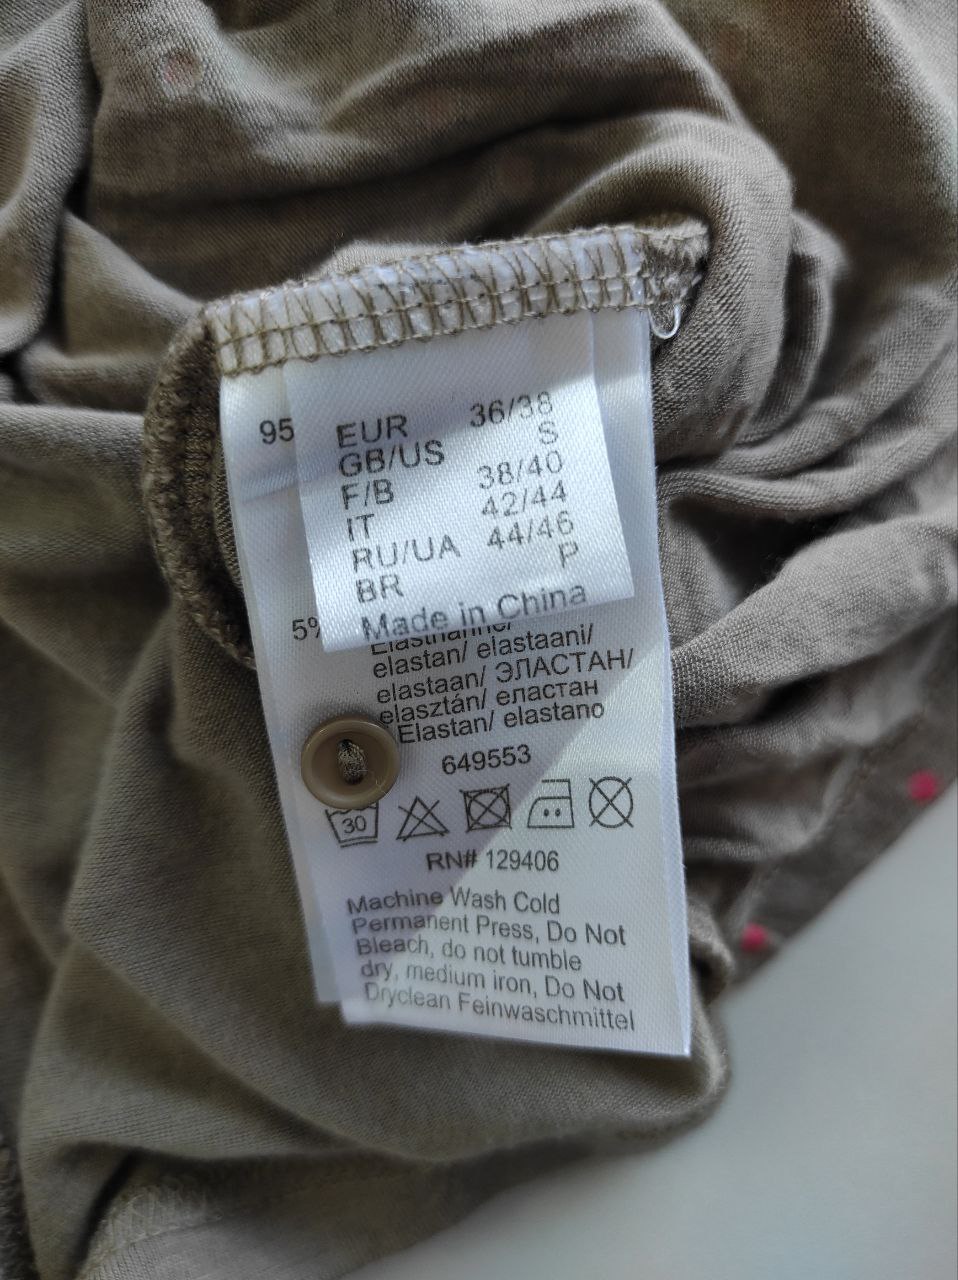 95
EUR 36/38
GB/US S
F/B 38/40
IT 42/44
RU/UA 44/46
BR P
Made in China
5%
Elasthanne/
elastan/ elastaani/
elastaan/ ЭЛАСТАН/
elasztán/ еластан
Elastan/ elastano
649553
30
RN# 129406
Machine Wash Cold
Permanent Press, Do Not
Bleach, do not tumble
dry, medium iron, Do Not
Dryclean Feinwaschmittel